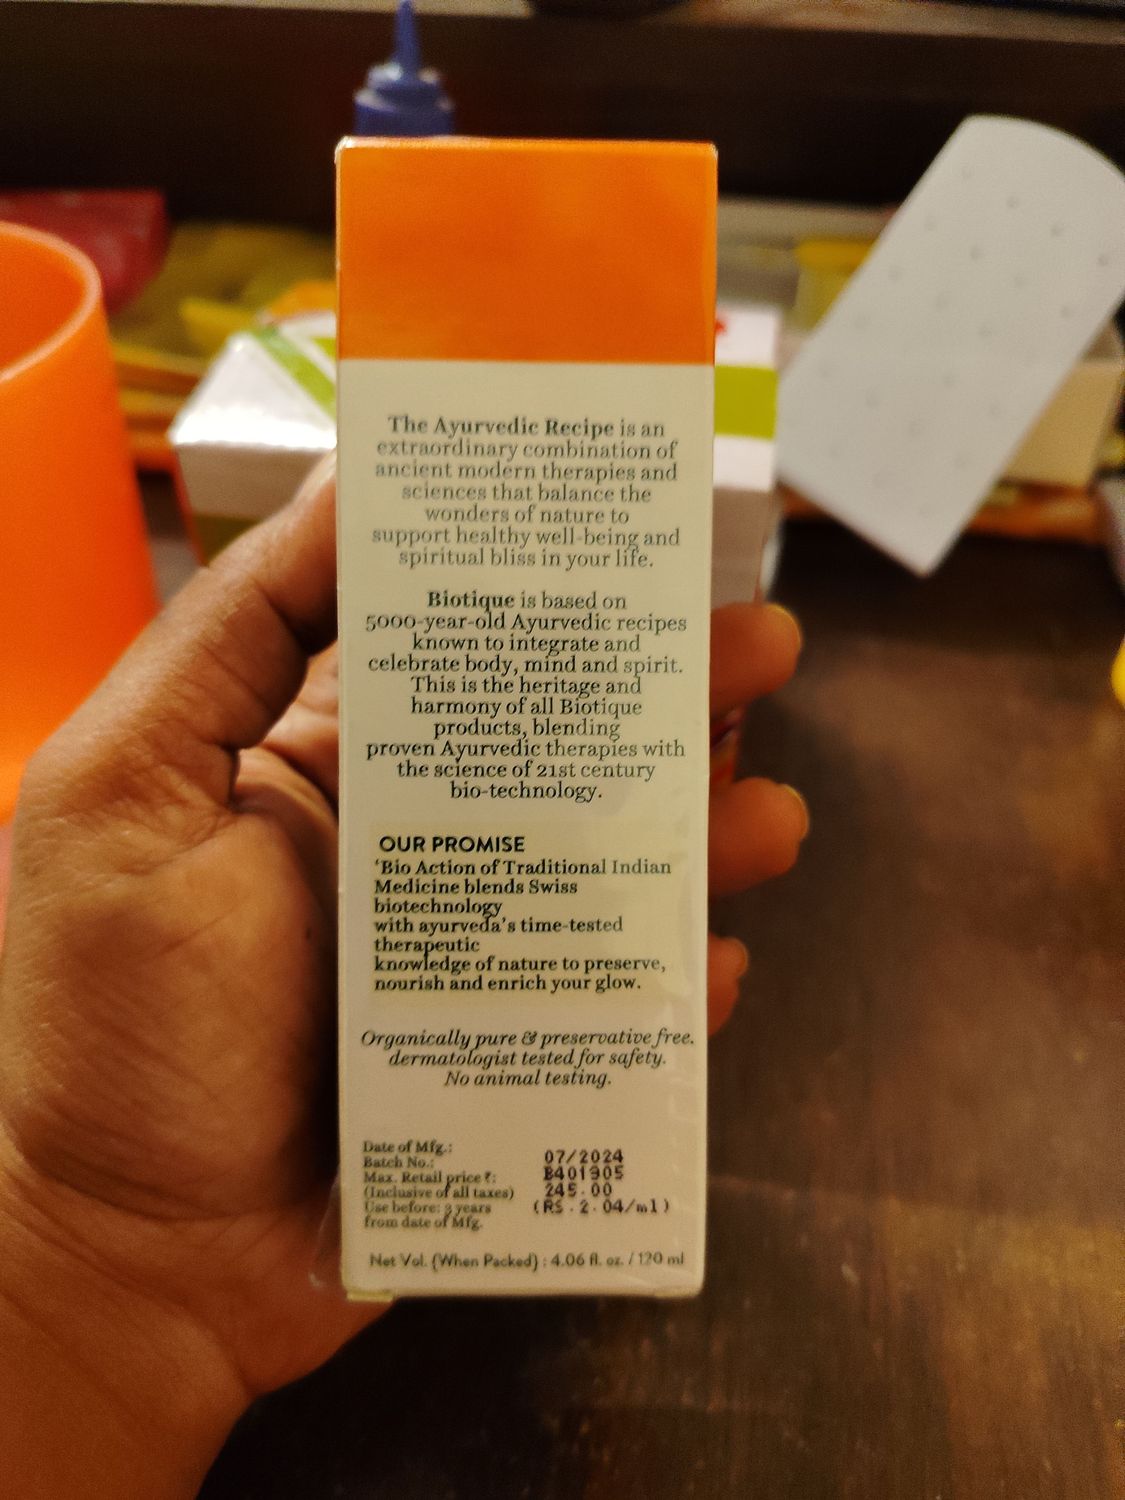 The Ayurvedic Recipe is an
extraordinary combination of
ancient modern therapies and
sciences that balance the
wonders of nature to
support healthy well-being and
spiritual bliss in your life.
Biotique is based on
5000-year-old Ayurvedic recipes
known to integrate and
celebrate body, mind and spirit.
This is the heritage and
harmony of all Biotique
products, blending
proven Ayurvedic therapies with
the science of 21st century
bio-technology.
OUR PROMISE
‘Bio Action of Traditional Indian
Medicine blends Swiss
biotechnology
with ayurveda's time-tested
therapeutic
knowledge of nature to preserve,
nourish and enrich your glow.
Organically pure & preservative free.
dermatologist tested for safety.
No animal testing.
Date of Mfg.: 07/2024
Batch No.: B401905
Max. Retail price ₹: 245.00
(Inclusive of all taxes) (RS.2.04/ml)
Use before: 3 years
from date of Mfg.
Net Vol. (When Packed) : 4.06 fl. oz. / 120 ml